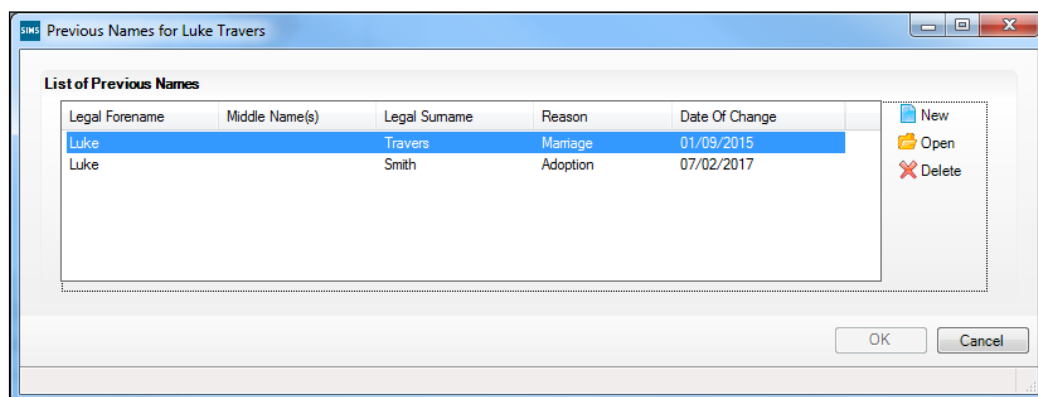 SIMS Previous Names for Luke Travers
List of Previous Names
Legal Forename Middle Name(s) Legal Surname Reason Date Of Change
Luke Travers Marriage 01/09/2015
Luke Smith Adoption 07/02/2017
New
Open
Delete
OK Cancel